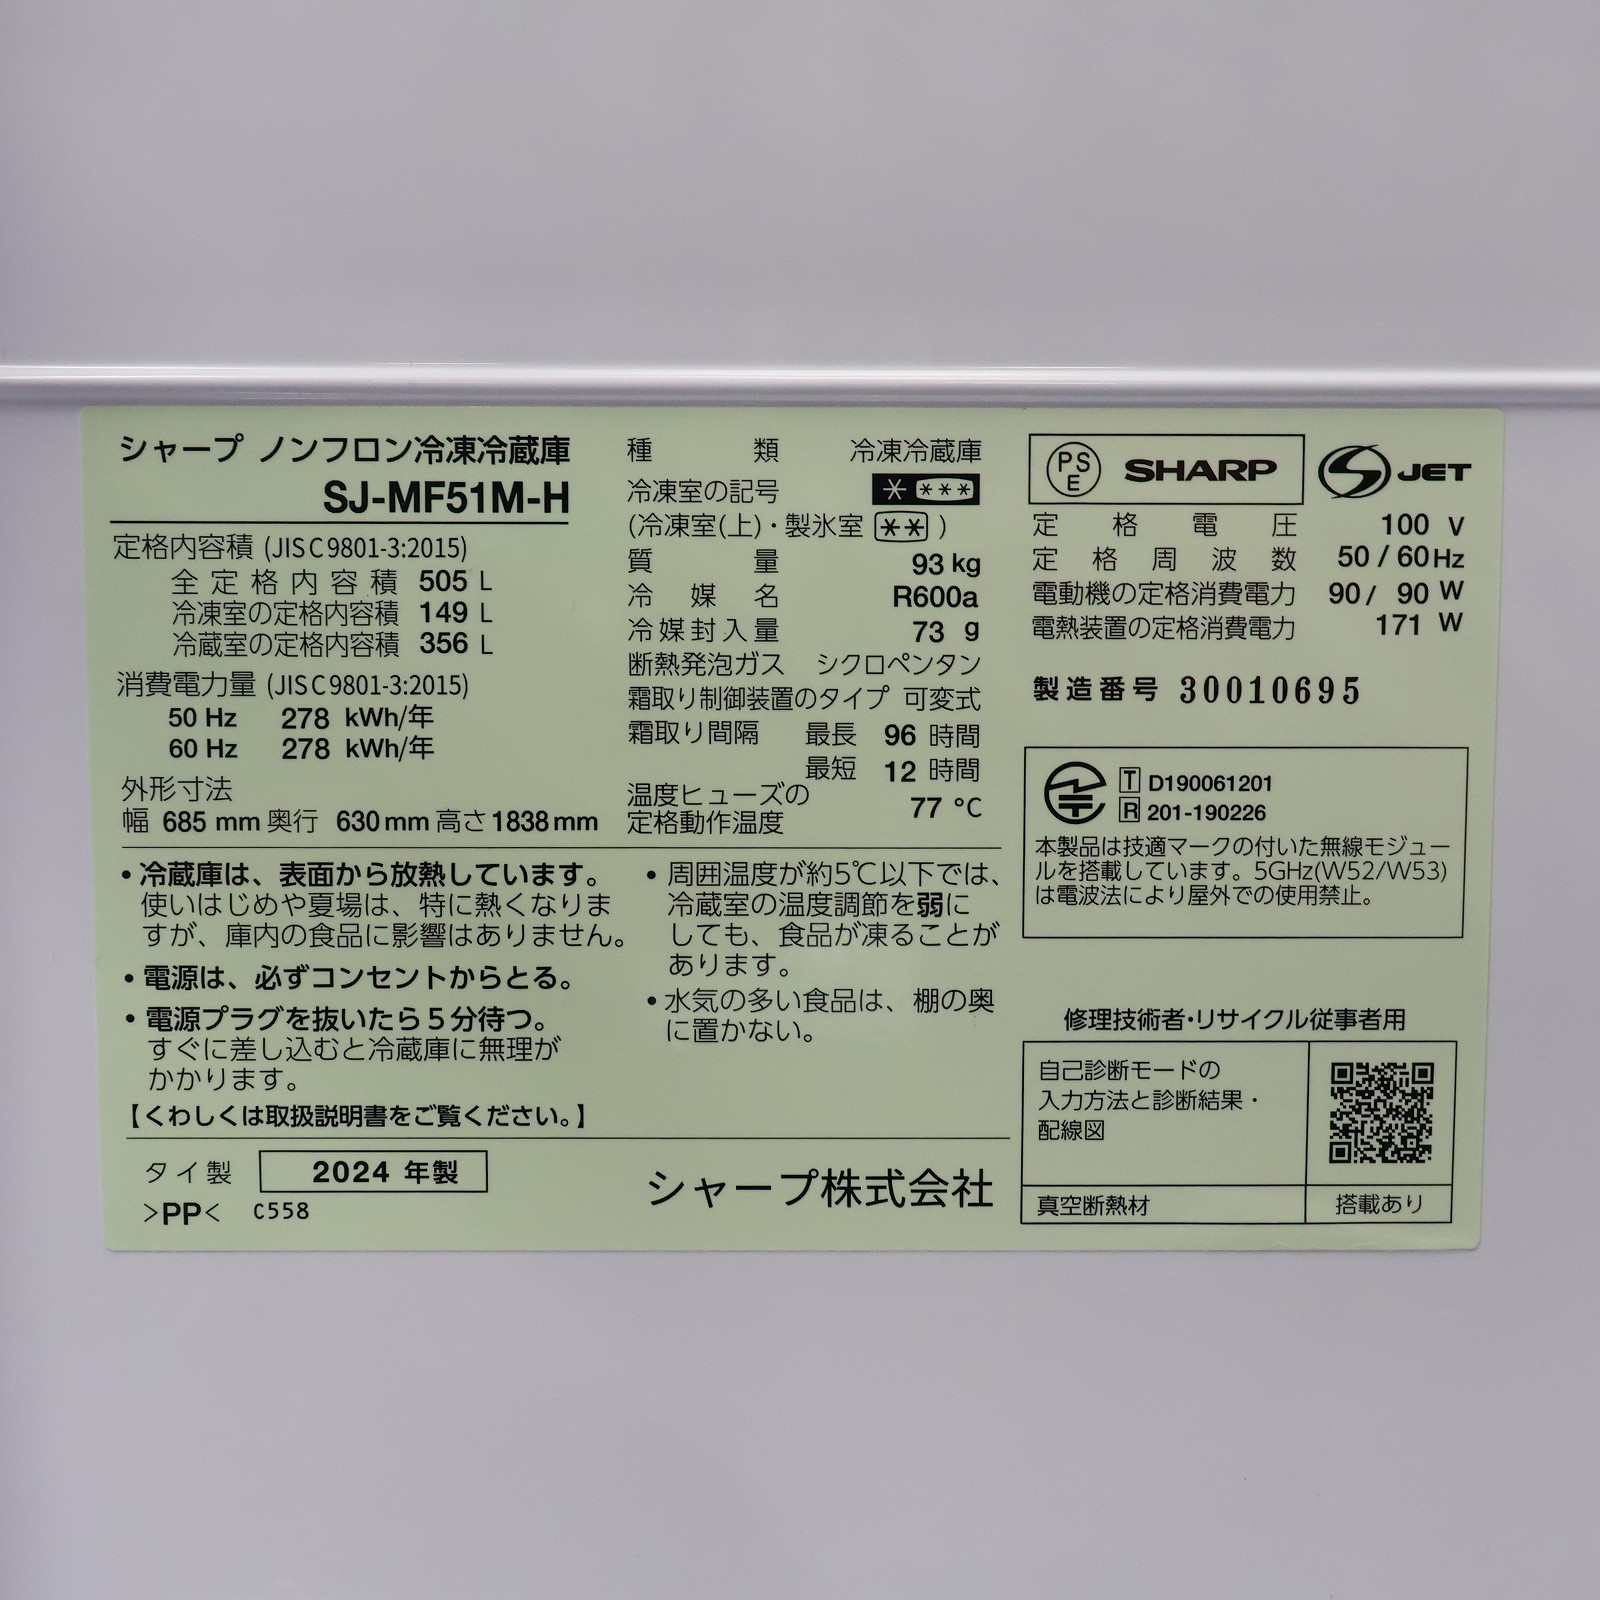 シャープ ノンフロン冷凍冷蔵庫
SJ-MF51M-H
定格内容積 (JIS C 9801-3:2015)
全定格内容積 505 L
冷凍室の定格内容積 149 L
冷蔵室の定格内容積 356 L
消費電力量 (JIS C 9801-3:2015)
50 Hz 278 kWh/年
60 Hz 278 kWh/年
外形寸法
幅 685 mm 奥行 630 mm 高さ 1838 mm
種類 冷凍冷蔵庫
冷凍室の記号 * ***
(冷凍室(上)・製氷室 ** )
質量 93 kg
冷媒名 R600a
冷媒封入量 73 g
断熱発泡ガス シクロペンタン
霜取り制御装置のタイプ 可変式
霜取り間隔 最長 96 時間
最短 12 時間
温度ヒューズの
定格動作温度 77 ℃
PS
E
SHARP
S JET
定格電圧 100 V
定格周波数 50 / 60 Hz
電動機の定格消費電力 90 / 90 W
電熱装置の定格消費電力 171 W
製造番号 30010695
T D190061201
R 201-190226
本製品は技適マークの付いた無線モジュー
ルを搭載しています。5GHz(W52/W53)
は電波法により屋外での使用禁止。
• 冷蔵庫は、表面から放熱しています。
使いはじめや夏場は、特に熱くなりま
すが、庫内の食品に影響はありません。
• 電源は、必ずコンセントからとる。
• 電源プラグを抜いたら5分待つ。
すぐに差し込むと冷蔵庫に無理が
かかります。
【くわしくは取扱説明書をご覧ください。】
• 周囲温度が約5℃以下では、
冷蔵室の温度調節を弱に
しても、食品が凍ることが
あります。
• 水気の多い食品は、棚の奥
に置かない。
修理技術者・リサイクル従事者用
自己診断モードの
入力方法と診断結果・
配線図
真空断熱材 搭載あり
タイ製 2024 年製
>PP< C558
シャープ株式会社